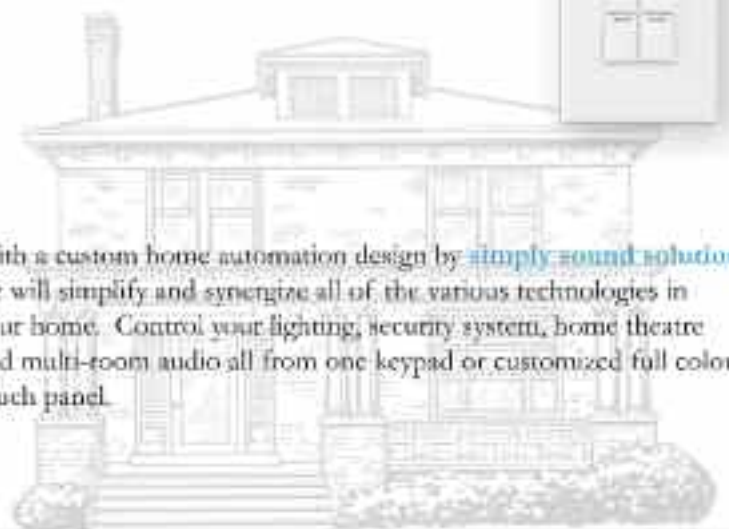 ith a custom home automation design by simply sound solution
will simplify and synergize all of the various technologies in
ur home. Control your lighting, security system, home theatre
d multi-room audio all from one keypad or customized full colou
uch panel.